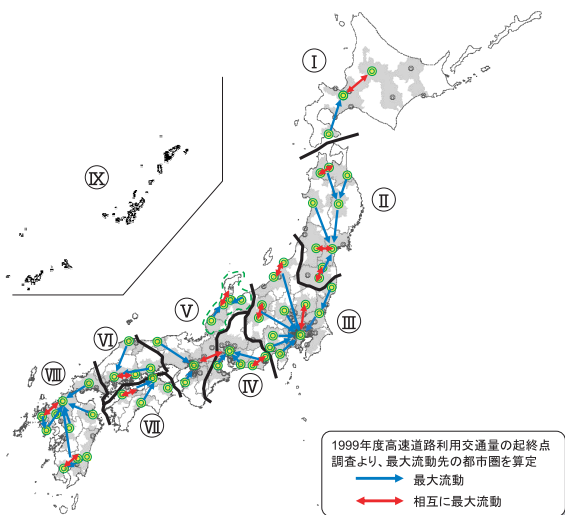 Ⅰ
Ⅸ
Ⅱ
Ⅴ
Ⅲ
Ⅵ
Ⅷ
Ⅳ
Ⅶ
1999年度高速道路利用交通量の起終点
調査より、最大流動先の都市圏を算定
最大流動
相互に最大流動